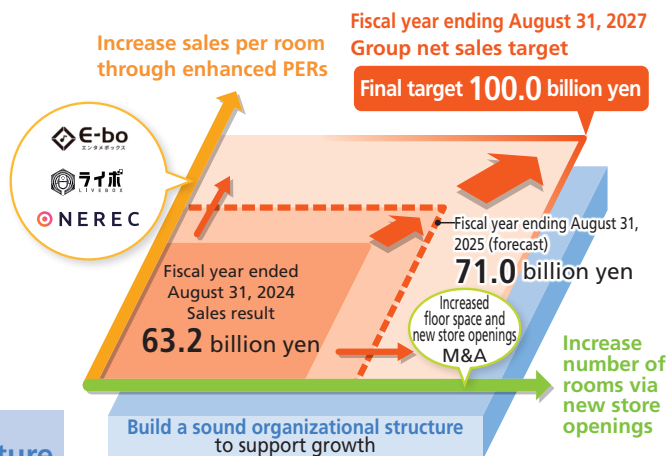 Fiscal year ending August 31, 2027
Group net sales target
Final target 100.0 billion yen
Increase sales per room
through enhanced PERs
E-bo
エンタメボックス
ライボ
LIVEBOX
ONEREC
Fiscal year ending August 31,
2025 (forecast)
71.0 billion yen
Fiscal year ended
August 31, 2024
Sales result
63.2 billion yen
Increased
floor space and
new store openings
M&A
Increase
number of
rooms via
new store
openings
Build a sound organizational structure
to support growth
ture